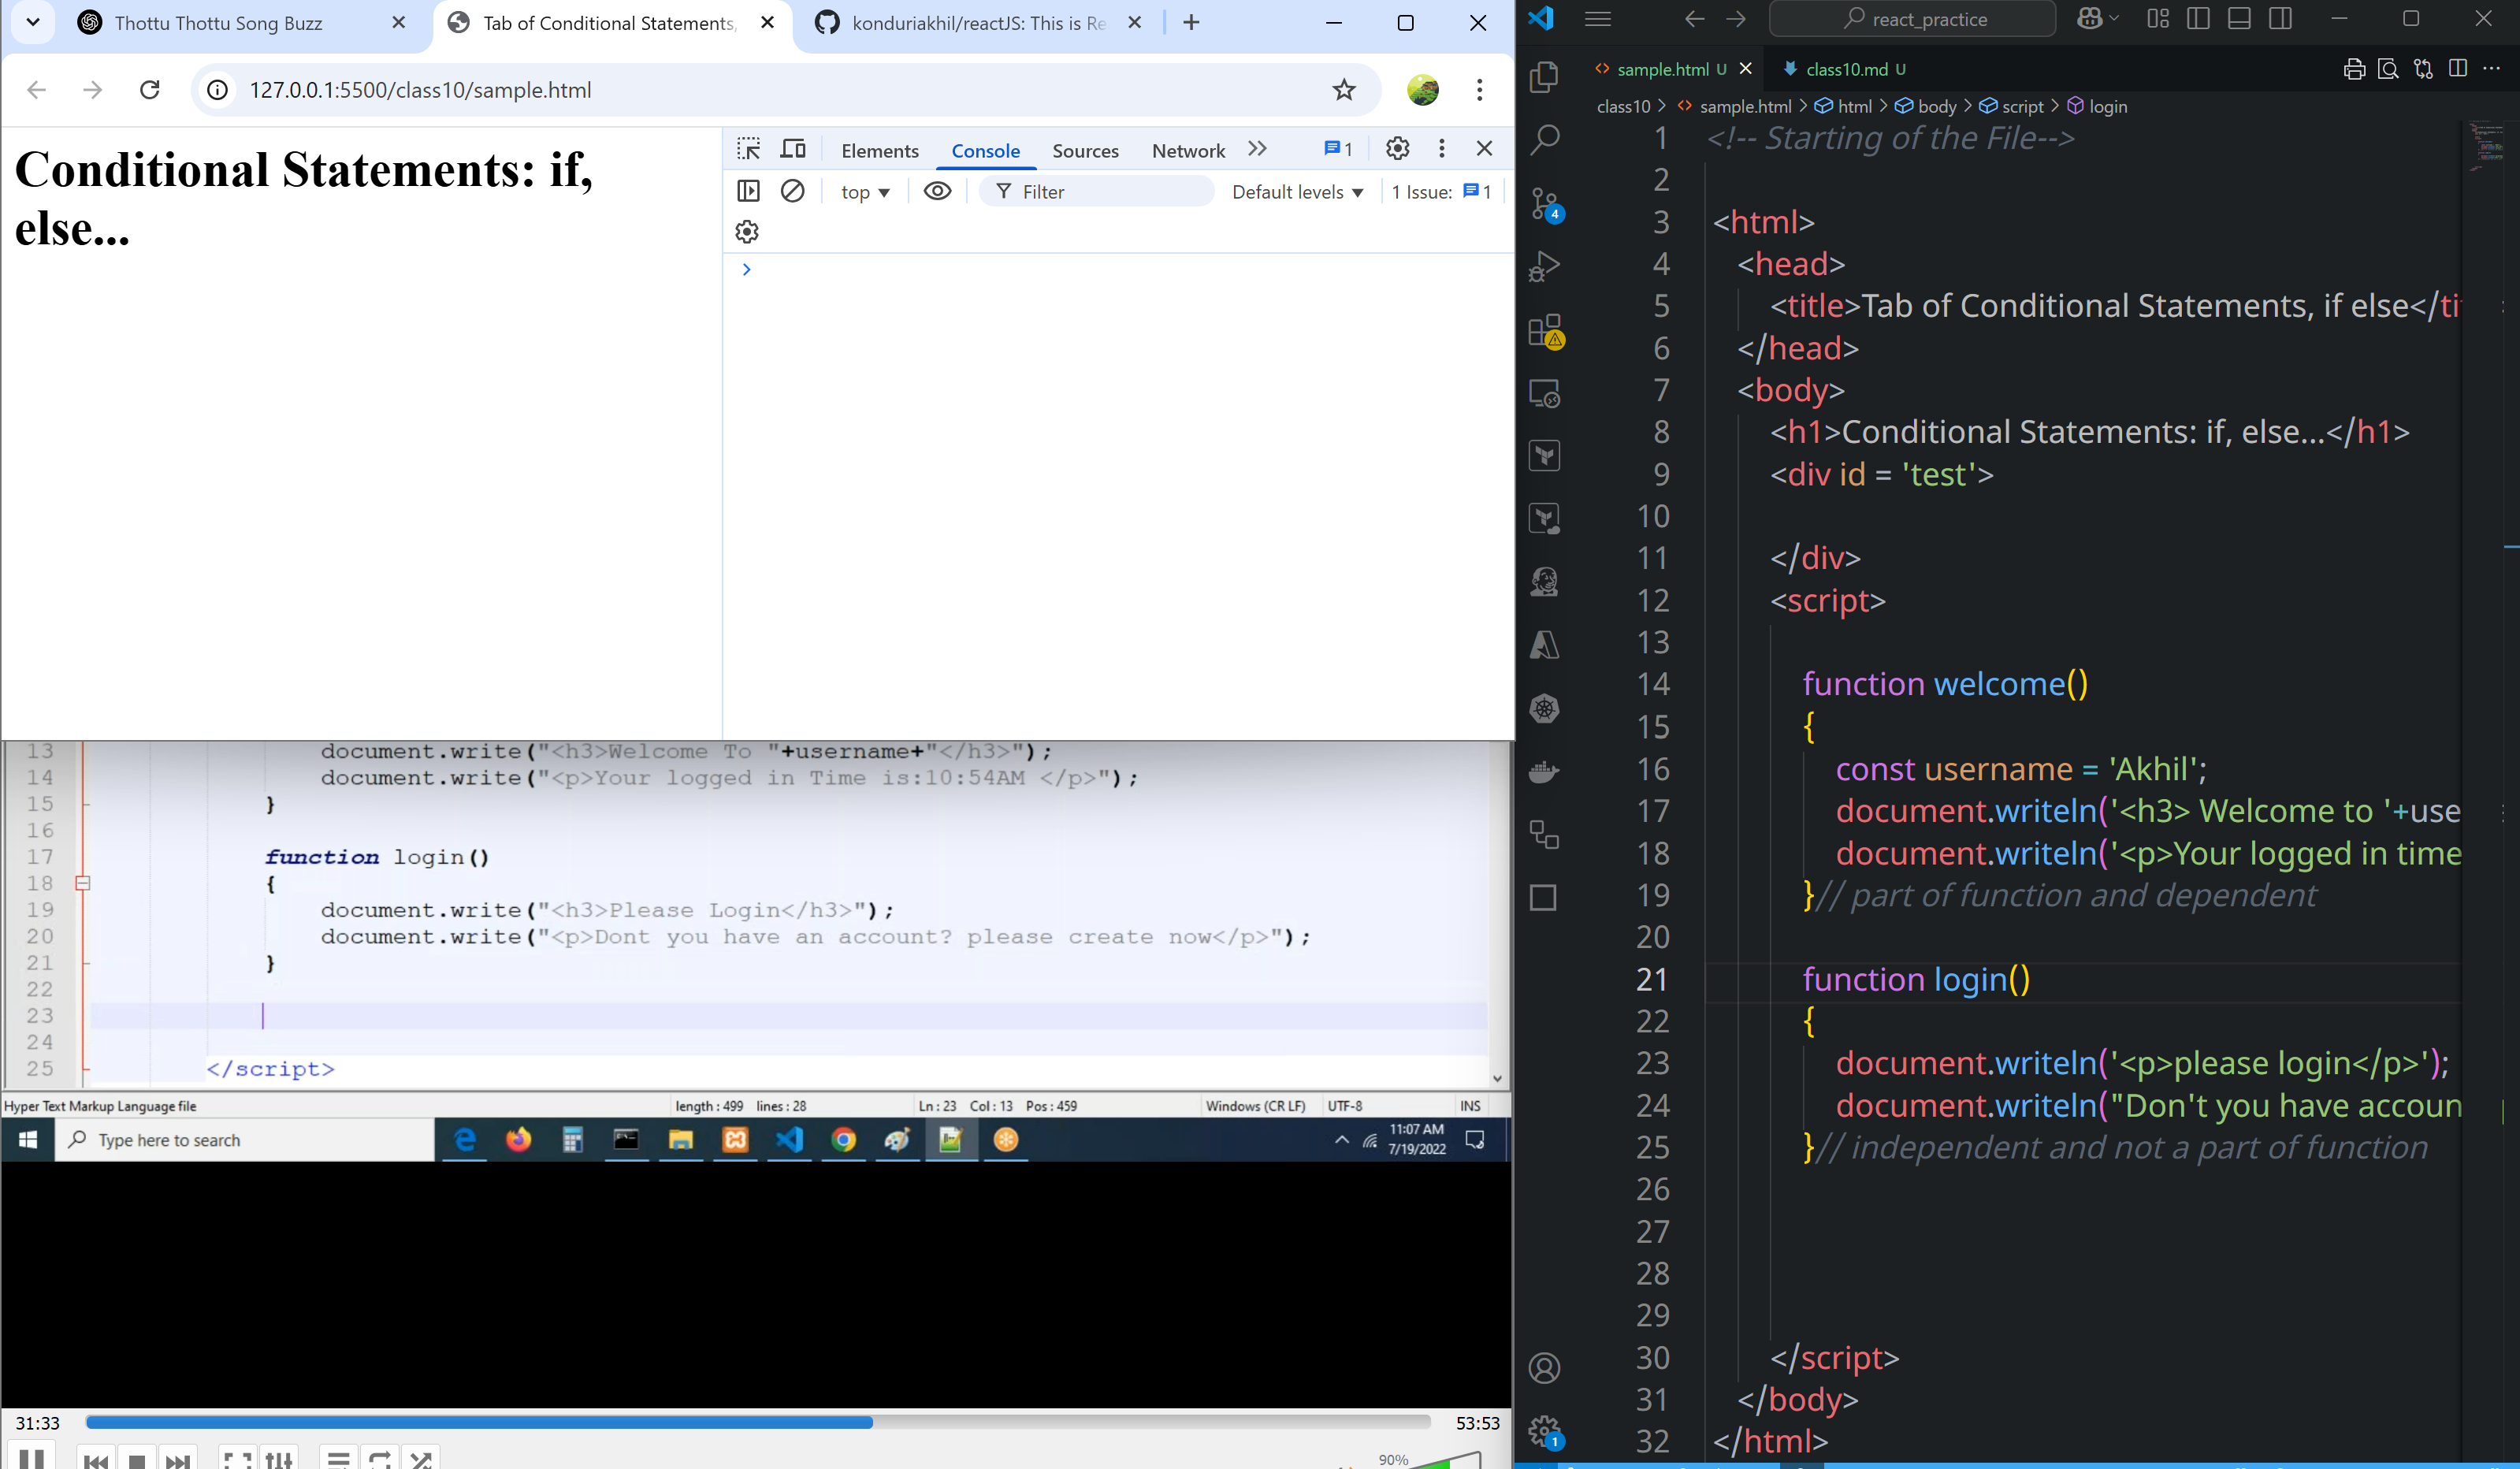 Thottu Thottu Song Buzz
Tab of Conditional Statements,
konduriakhil/reactJS: This is Re
127.0.0.1:5500/class10/sample.html
Conditional Statements: if,
else...
Elements Console Sources Network 1
top Filter Default levels 1 Issue: 1
13 document.write("<h3>Welcome To "+username+"</h3>");
14 document.write("<p>Your logged in Time is:10:54AM </p>");
15 }
16
17 function login()
18 {
19 document.write("<h3>Please Login</h3>");
20 document.write("<p>Dont you have an account? please create now</p>");
21 }
22
23
24
25 </script>
Hyper Text Markup Language file length : 499 lines : 28 Ln : 23 Col : 13 Pos : 459 Windows (CR LF) UTF-8 INS
Type here to search
11:07 AM
7/19/2022
31:33 53:53
90%
react_practice
sample.html U class10.md U
class10 > sample.html > html > body > script > login
4
1
1 <!-- Starting of the File-->
2
3 <html>
4 <head>
5 <title>Tab of Conditional Statements, if else</ti
6 </head>
7 <body>
8 <h1>Conditional Statements: if, else...</h1>
9 <div id = 'test'>
10
11 </div>
12 <script>
13
14 function welcome()
15 {
16 const username = 'Akhil';
17 document.writeln('<h3> Welcome to '+use
18 document.writeln('<p>Your logged in time
19 }// part of function and dependent
20
21 function login()
22 {
23 document.writeln('<p>please login</p>');
24 document.writeln("Don't you have accoun
25 }// independent and not a part of function
26
27
28
29
30 </script>
31 </body>
32 </html>